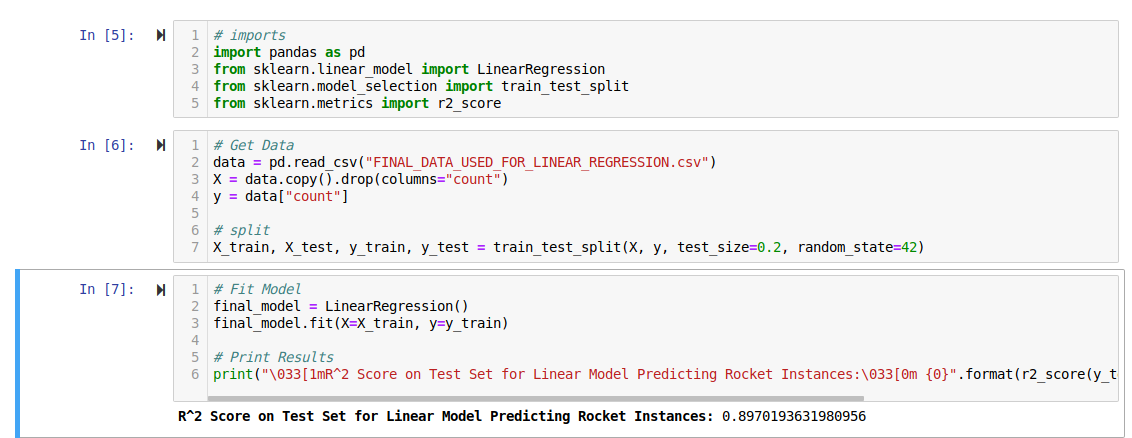 In [5]:
1 # imports
2 import pandas as pd
3 from sklearn.linear_model import LinearRegression
4 from sklearn.model_selection import train_test_split
5 from sklearn.metrics import r2_score
In [6]:
1 # Get Data
2 data = pd.read_csv("FINAL_DATA_USED_FOR_LINEAR_REGRESSION.csv")
3 X = data.copy().drop(columns="count")
4 y = data["count"]
5
6 # split
7 X_train, X_test, y_train, y_test = train_test_split(X, y, test_size=0.2, random_state=42)
In [7]:
1 # Fit Model
2 final_model = LinearRegression()
3 final_model.fit(X=X_train, y=y_train)
4
5 # Print Results
6 print("\033[1mR^2 Score on Test Set for Linear Model Predicting Rocket Instances:\033[0m {0}".format(r2_score(y_t
R^2 Score on Test Set for Linear Model Predicting Rocket Instances: 0.8970193631980956